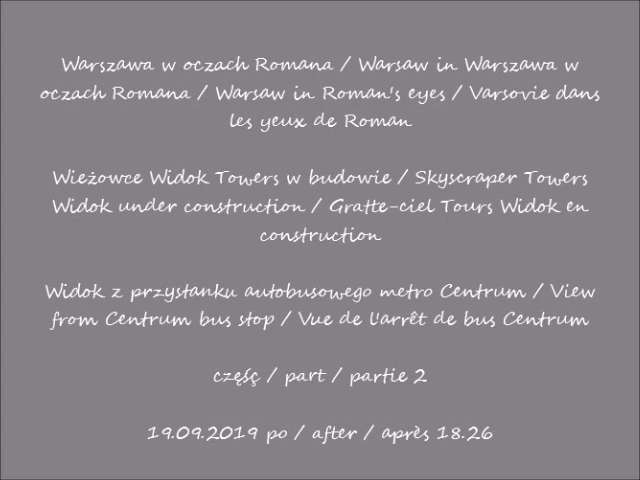 Warszawa w oczach Romana / Warsaw in Warszawa w
oczach Romana / Warsaw in Roman's eyes / Varsovie dans
les yeux de Roman
Wieżowce Widok Towers w budowie / Skyscraper Towers
Widok under construction / Gratte-ciel Tours Widok en
construction
Widok z przystanku autobusowego metro Centrum / View
from Centrum bus stop / Vue de l'arrêt de bus Centrum
częśç / part / partie 2
19.09.2019 po / after / après 18.26